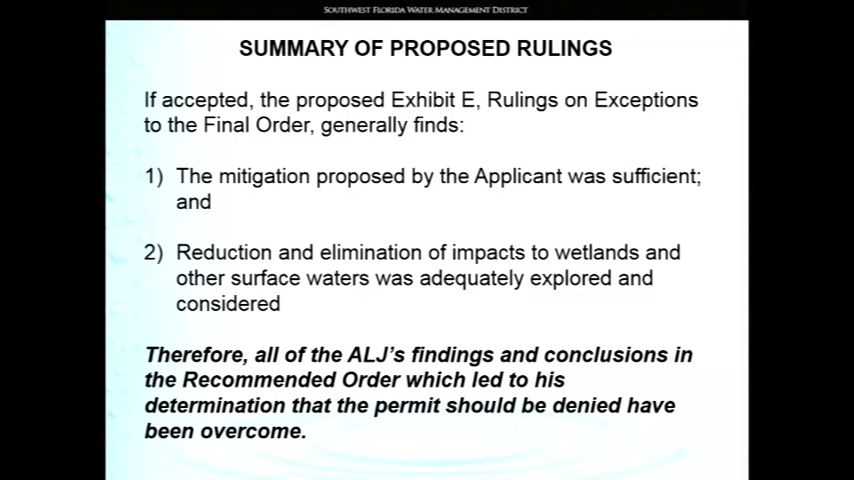 SOUTHWEST FLORIDA WATER MANAGEMENT DISTRICT
SUMMARY OF PROPOSED RULINGS
If accepted, the proposed Exhibit E, Rulings on Exceptions
to the Final Order, generally finds:
1) The mitigation proposed by the Applicant was sufficient;
and
2) Reduction and elimination of impacts to wetlands and
other surface waters was adequately explored and
considered
Therefore, all of the ALJ's findings and conclusions in
the Recommended Order which led to his
determination that the permit should be denied have
been overcome.